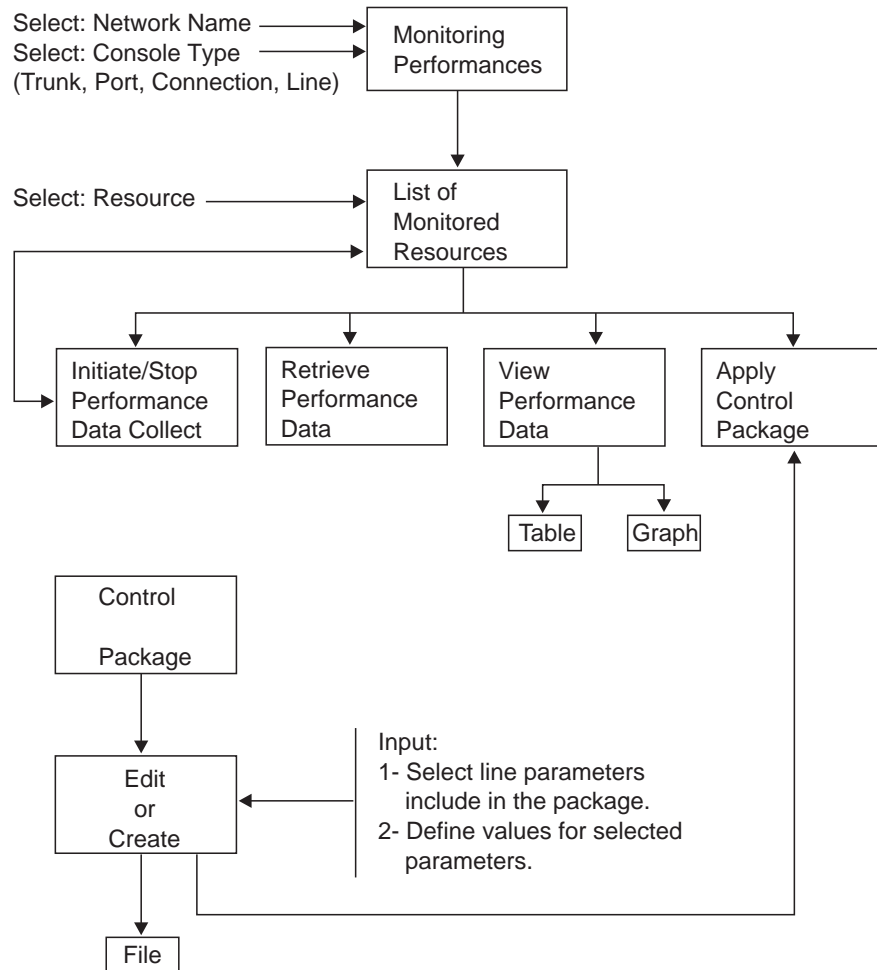 Select: Network Name
Select: Console Type
(Trunk, Port, Connection, Line)
Monitoring
Performances
Select: Resource
List of
Monitored
Resources
Initiate/Stop
Performance
Data Collect
Retrieve
Performance
Data
View
Performance
Data
Apply
Control
Package
Table
Graph
Control
Package
Edit
or
Create
Input:
1- Select line parameters
include in the package.
2- Define values for selected
parameters.
File